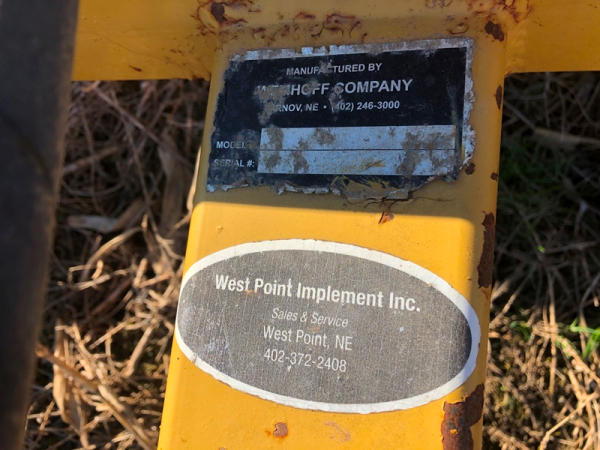 MANUFACTURED BY
COMPANY
NE • (402) 246-3000
MODEL
SERIAL #:
West Point Implement Inc.
Sales & Service
West Point, NE
402-372-2408